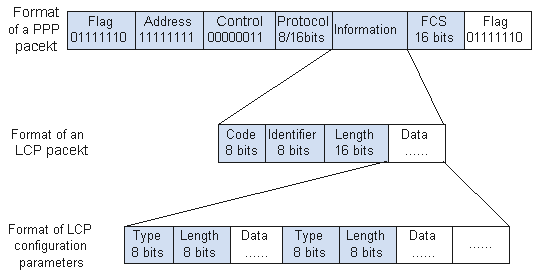 Format
of a PPP
pacekt
Flag
01111110
Address
11111111
Control
00000011
Protocol
8/16bits
Information
FCS
16 bits
Flag
01111110
Format of an
LCP pacekt
Code
8 bits
Identifier
8 bits
Length
16 bits
Data
......
Format of LCP
configuration
parameters
Type
8 bits
Length
8 bits
Data
......
Type
8 bits
Length
8 bits
Data
......
......